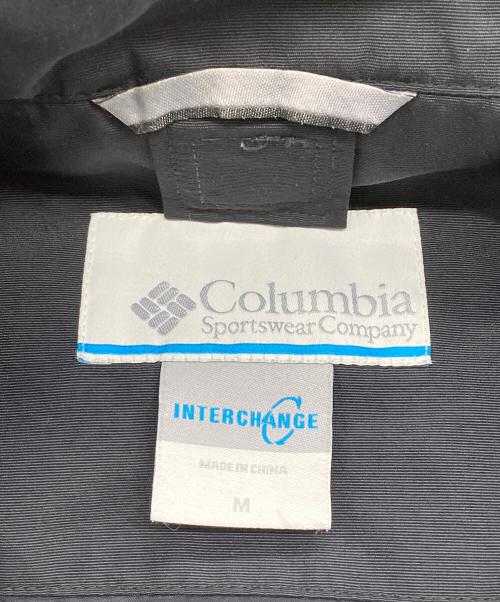 Columbia
Sportswear Company
INTERCHANGE
MADE IN CHINA
M